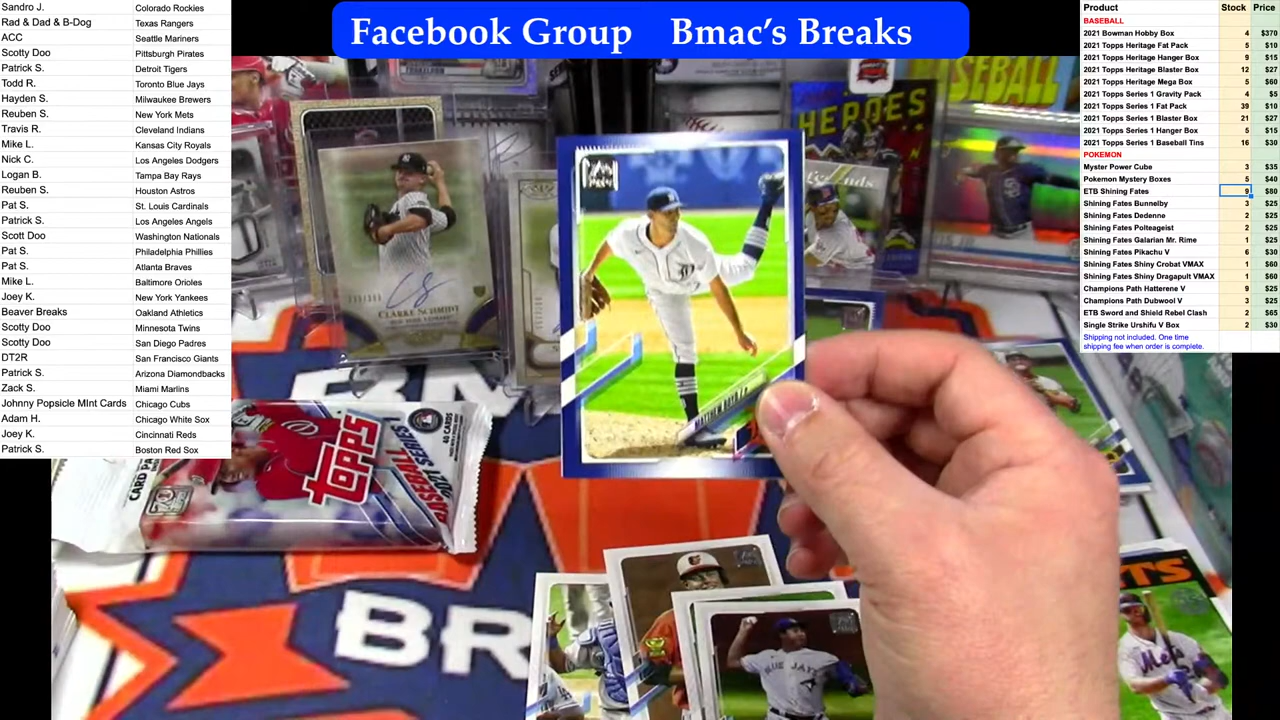 Sandro J. Colorado Rockies
Rad & Dad & B-Dog Texas Rangers
ACC Seattle Mariners
Scotty Doo Pittsburgh Pirates
Patrick S. Detroit Tigers
Todd R. Toronto Blue Jays
Hayden S. Milwaukee Brewers
Reuben S. New York Mets
Travis R. Cleveland Indians
Mike L. Kansas City Royals
Nick C. Los Angeles Dodgers
Logan B. Tampa Bay Rays
Reuben S. Houston Astros
Pat S. St. Louis Cardinals
Patrick S. Los Angeles Angels
Scott Doo Washington Nationals
Pat S. Philadelphia Phillies
Pat S. Atlanta Braves
Mike L. Baltimore Orioles
Joey K. New York Yankees
Beaver Breaks Oakland Athletics
Scotty Doo Minnesota Twins
Scotty Doo San Diego Padres
DT2R San Francisco Giants
Patrick S. Arizona Diamondbacks
Zack S. Miami Marlins
Johnny Popsicle MInt Cards Chicago Cubs
Adam H. Chicago White Sox
Joey K. Cincinnati Reds
Patrick S. Boston Red Sox
Facebook Group Bmac's Breaks
Product Stock Price
BASEBALL
2021 Bowman Hobby Box 4 $370
2021 Topps Heritage Fat Pack 5 $10
2021 Topps Heritage Hanger Box 9 $15
2021 Topps Heritage Blaster Box 12 $27
2021 Topps Heritage Mega Box 5 $60
2021 Topps Series 1 Gravity Pack 4 $5
2021 Topps Series 1 Fat Pack 39 $10
2021 Topps Series 1 Blaster Box 21 $27
2021 Topps Series 1 Hanger Box 5 $15
2021 Topps Series 1 Baseball Tins 16 $30
POKEMON
Myster Power Cube 3 $35
Pokemon Mystery Boxes 5 $40
ETB Shining Fates 9 $80
Shining Fates Bunnelby 3 $25
Shining Fates Dedenne 2 $25
Shining Fates Polteageist 2 $25
Shining Fates Galarian Mr. Rime 1 $25
Shining Fates Pikachu V 6 $30
Shining Fates Shiny Crobat VMAX 1 $60
Shining Fates Shiny Dragapult VMAX 1 $60
Champions Path Hatterene V 9 $25
Champions Path Dubwool V 3 $25
ETB Sword and Shield Rebel Clash 2 $65
Single Strike Urshifu V Box 2 $30
Shipping not included. One time
shipping fee when order is complete.
HEROES
SEBALL
Legends
CLARKE SCHMIDT
TOPPS
BASEBALL
2021 SERIES
40 CARDS
BR
BLUE JAYS
Mets